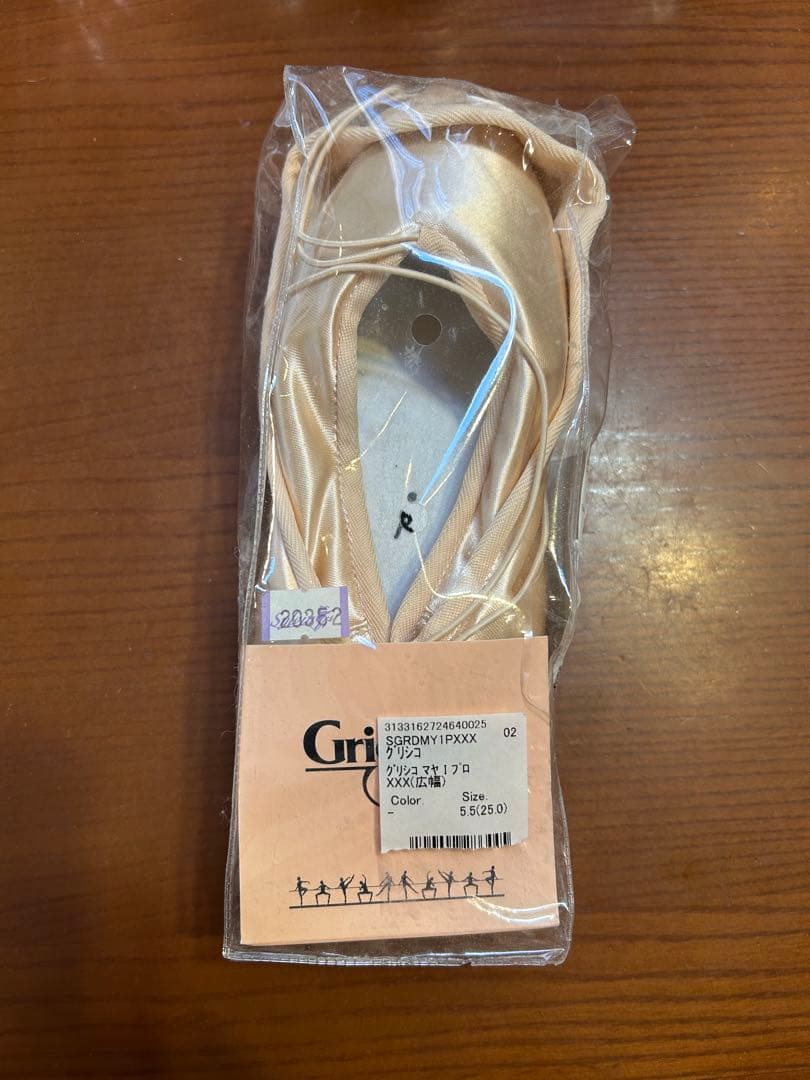 Gri
3133162724640025
SGRDMY1PXXX 02
グリシコ
グリシコ マヤ I プロ
XXX(広幅)
Color. Size.
- 5.5(25.0)